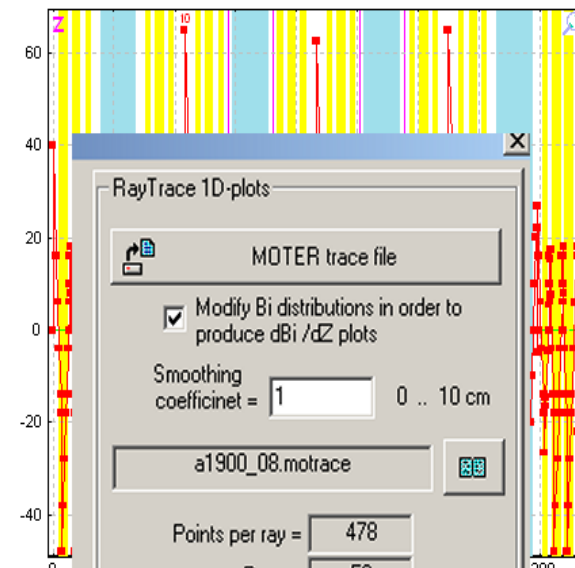 Z
10
60
40
20
0
-20
-40
RayTrace 1D-plots
MOTER trace file
Modify Bi distributions in order to
produce dBi /dZ plots
Smoothing
coefficinet = 1 0 .. 10 cm
a1900_08.motrace
Points per ray = 478